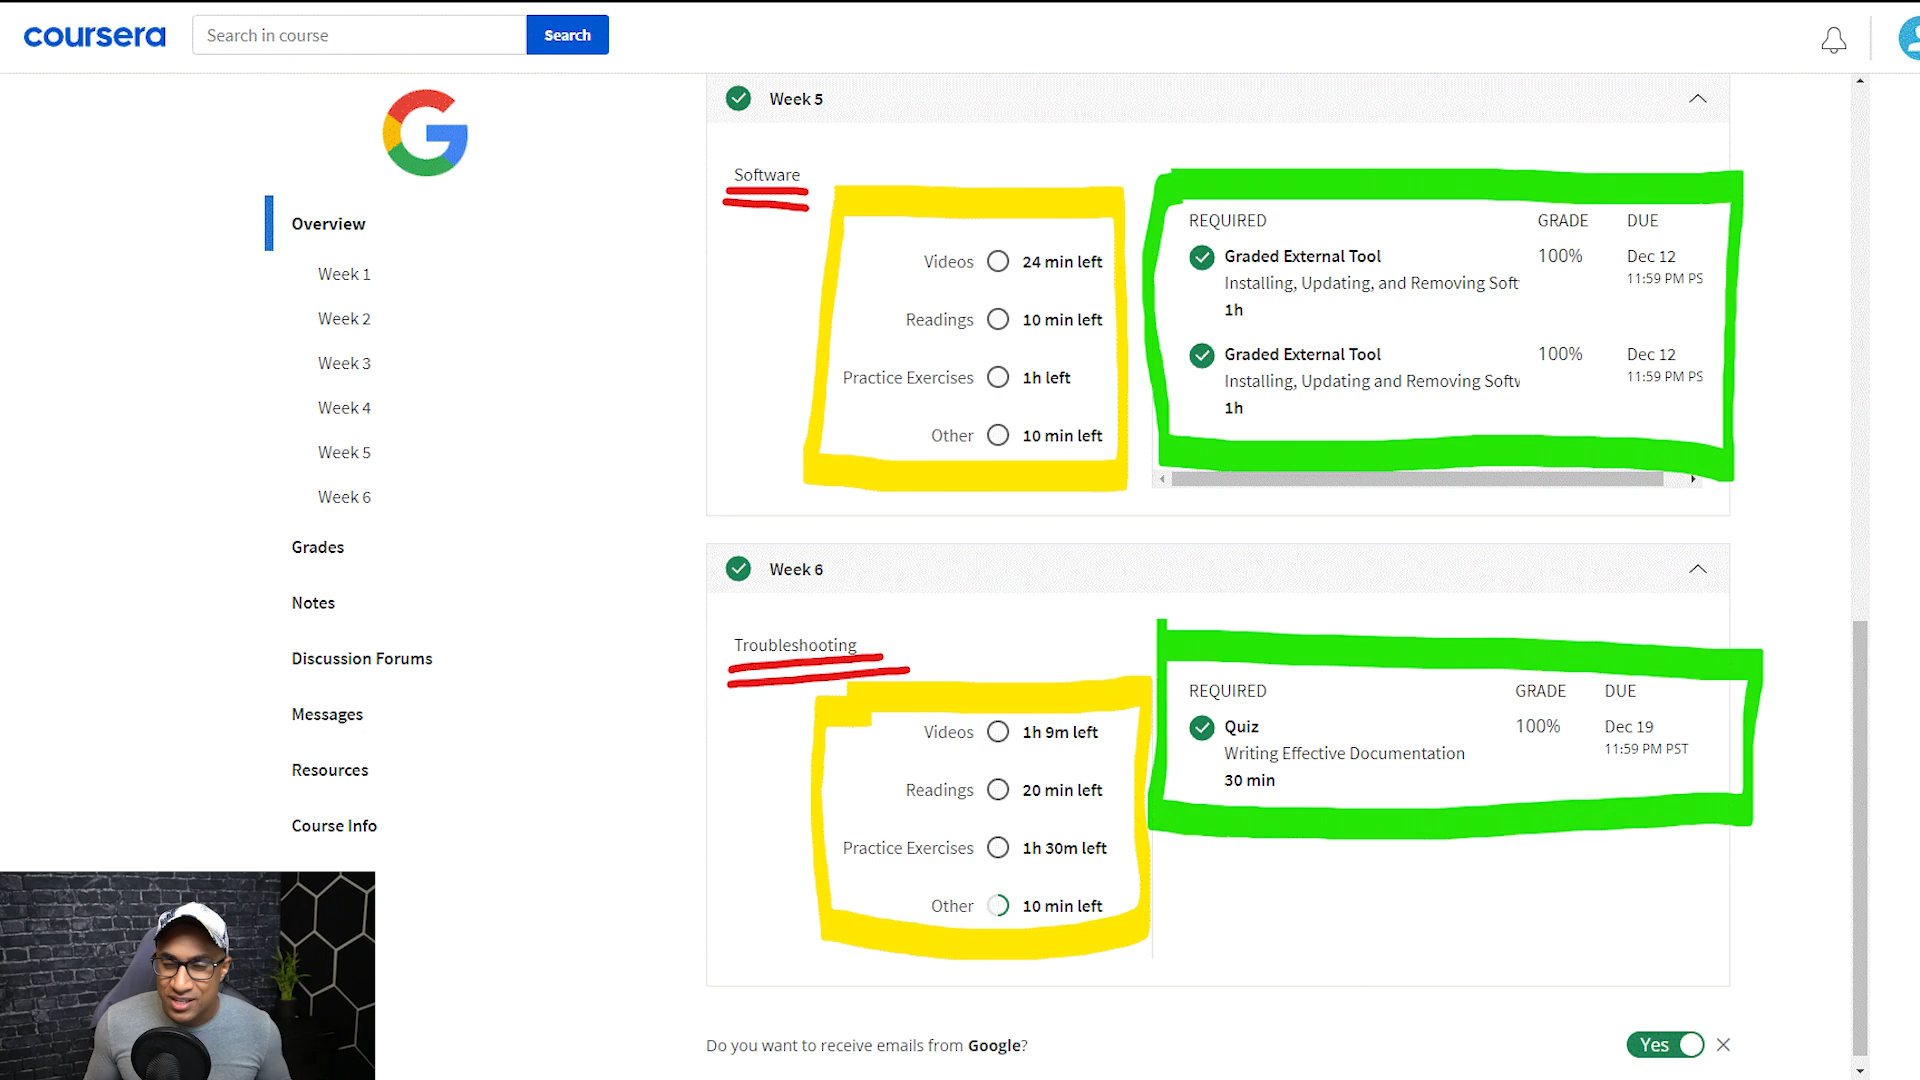 coursera
Search in course
Search
Overview
Week 1
Week 2
Week 3
Week 4
Week 5
Week 6
Grades
Notes
Discussion Forums
Messages
Resources
Course Info
Week 5
Software
Videos 24 min left
Readings 10 min left
Practice Exercises 1h left
Other 10 min left
REQUIRED GRADE DUE
Graded External Tool 100% Dec 12
Installing, Updating, and Removing Soft 11:59 PM PS
1h
Graded External Tool 100% Dec 12
Installing, Updating and Removing Softw 11:59 PM PS
1h
Week 6
Troubleshooting
Videos 1h 9m left
Readings 20 min left
Practice Exercises 1h 30m left
Other 10 min left
REQUIRED GRADE DUE
Quiz 100% Dec 19
Writing Effective Documentation 11:59 PM PST
30 min
Do you want to receive emails from Google?
Yes